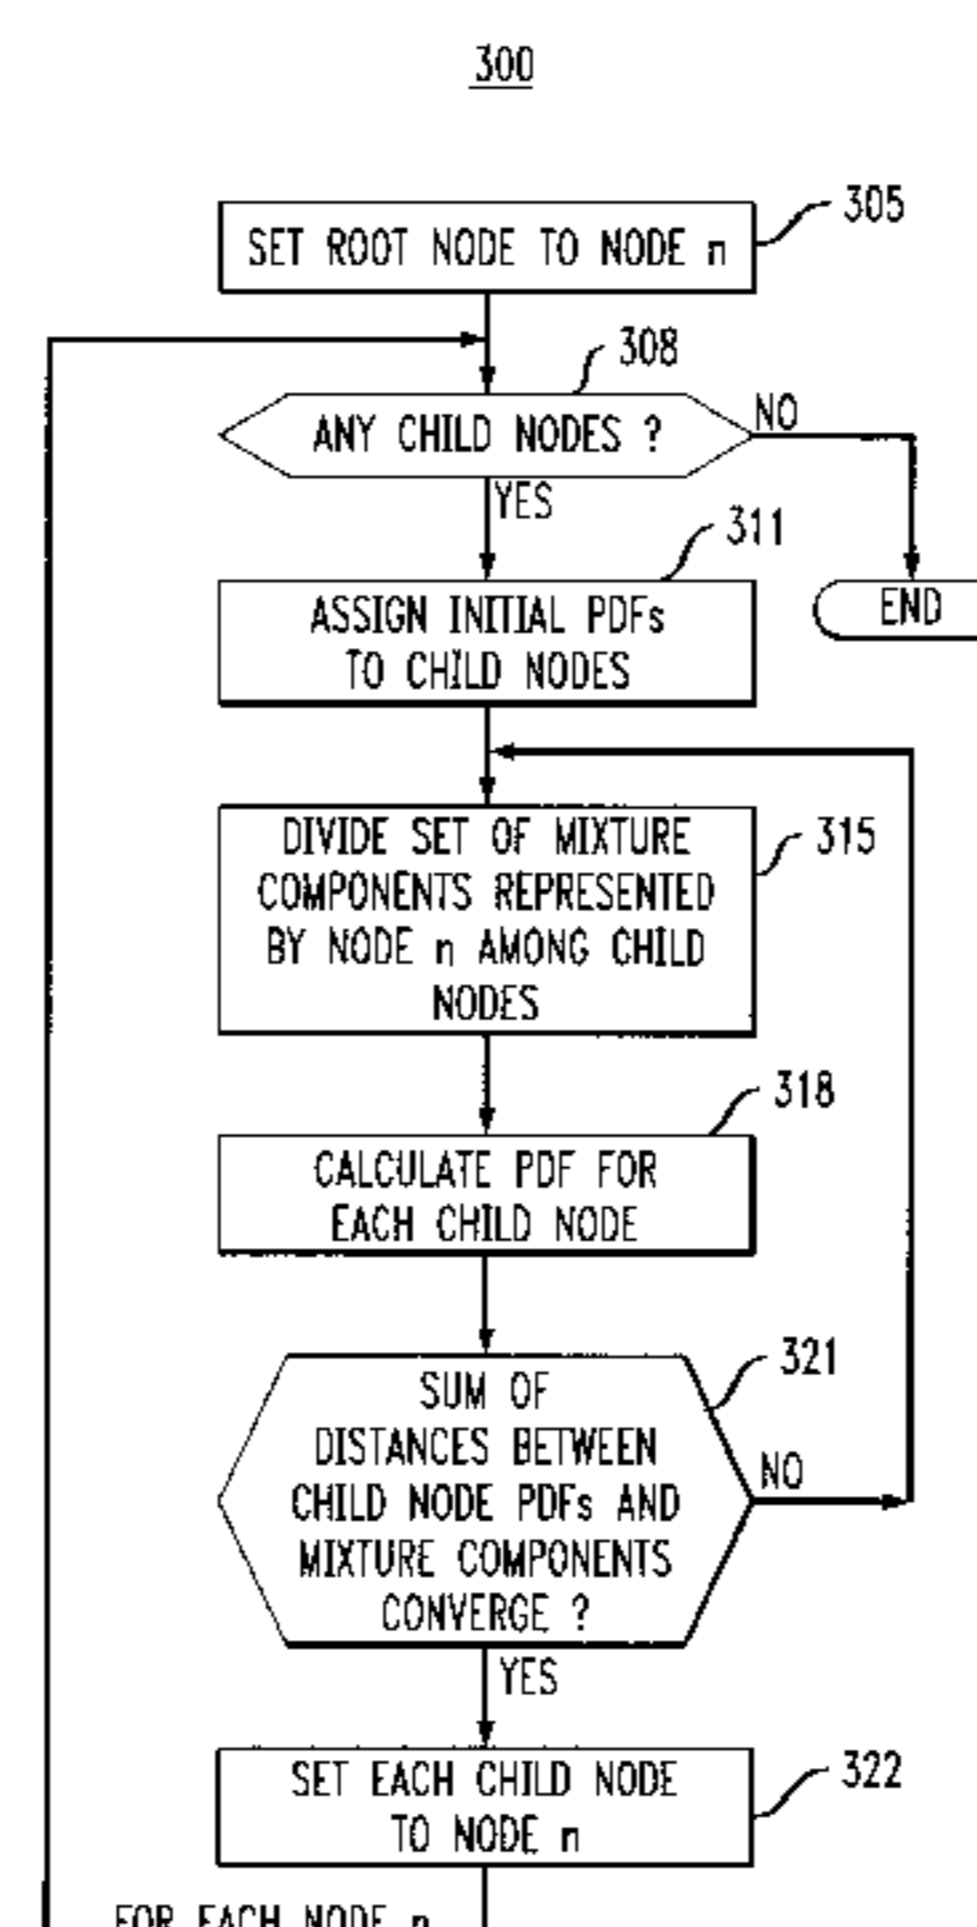 300
305
SET ROOT NODE TO NODE n
308
ANY CHILD NODES ?
NO
YES
311
ASSIGN INITIAL PDFs
TO CHILD NODES
END
DIVIDE SET OF MIXTURE
COMPONENTS REPRESENTED
BY NODE n AMONG CHILD
NODES
315
318
CALCULATE PDF FOR
EACH CHILD NODE
321
SUM OF
DISTANCES BETWEEN
CHILD NODE PDFs AND
MIXTURE COMPONENTS
CONVERGE ?
NO
YES
SET EACH CHILD NODE
TO NODE n
322
FOR EACH NODE n